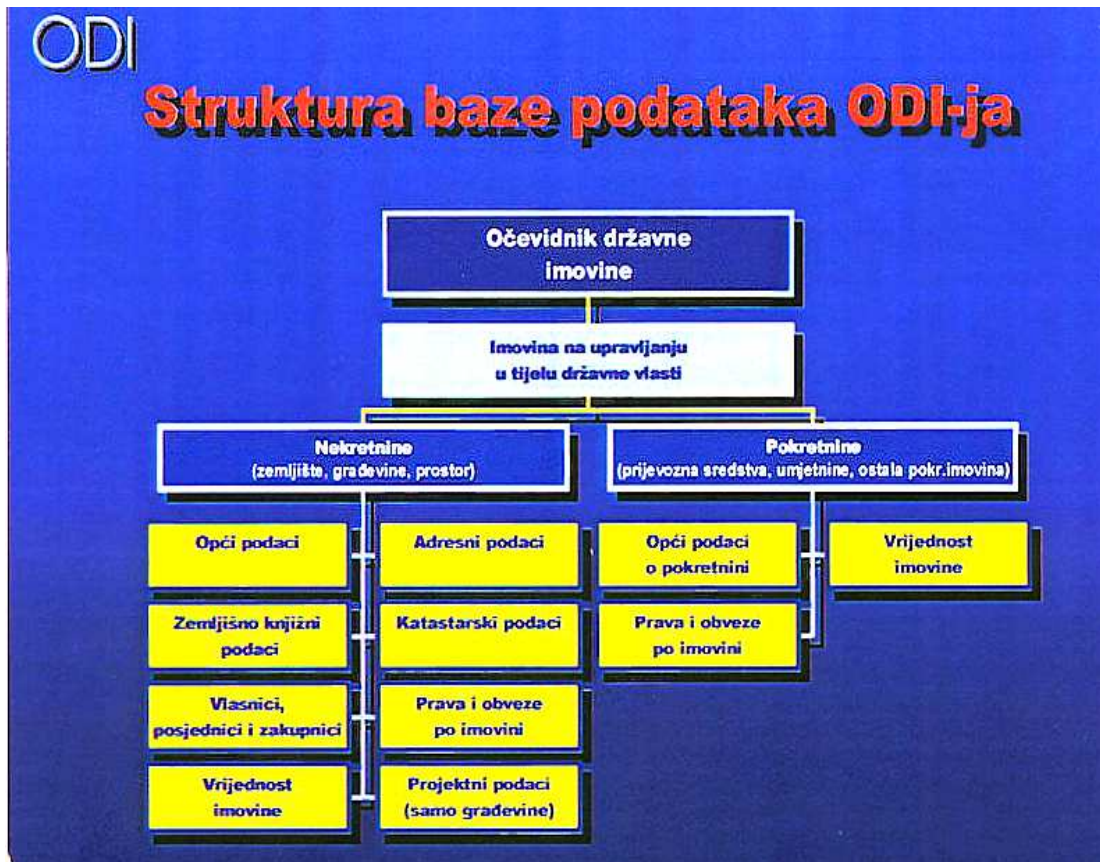 ODI
Struktura baze podataka ODI-ja
Očevidnik državne
imovine
Imovina na upravljanju
u tijelu državne vlasti
Nekretnine
(zemljište, građevine, prostor)
Pokretnine
(prijevozna sredstva, umjetnine, ostala pokr.imovina)
Opći podaci
Adresni podaci
Opći podaci
o pokretnini
Vrijednost
imovine
Zemljišno knjižni
podaci
Katastarski podaci
Prava i obveze
po imovini
Vlasnici,
posjednici i zakupnici
Prava i obveze
po imovini
Vrijednost
imovine
Projektni podaci
(samo građevine)